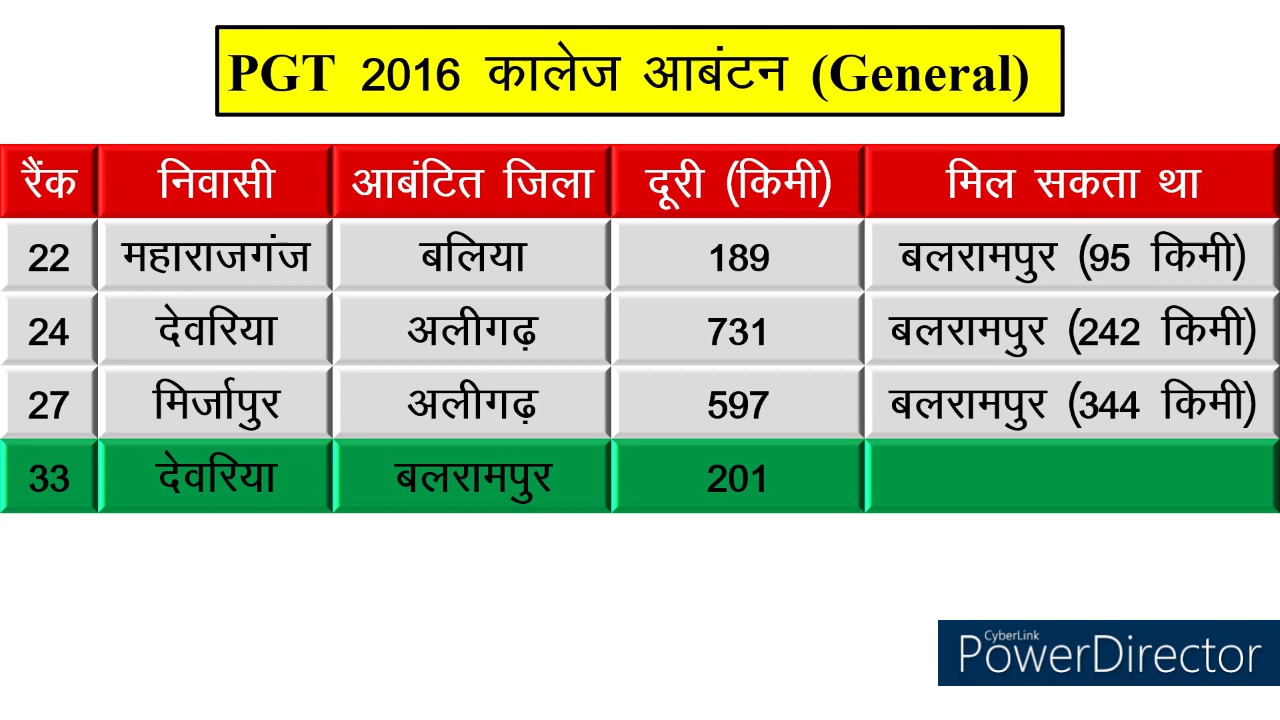 PGT 2016 कालेज आबंटन (General)
रैंक निवासी आबंटित जिला दूरी (किमी) मिल सकता था
22 महाराजगंज बलिया 189 बलरामपुर (95 किमी)
24 देवरिया अलीगढ़ 731 बलरामपुर (242 किमी)
27 मिर्जापुर अलीगढ़ 597 बलरामपुर (344 किमी)
33 देवरिया बलरामपुर 201
CyberLink
PowerDirector